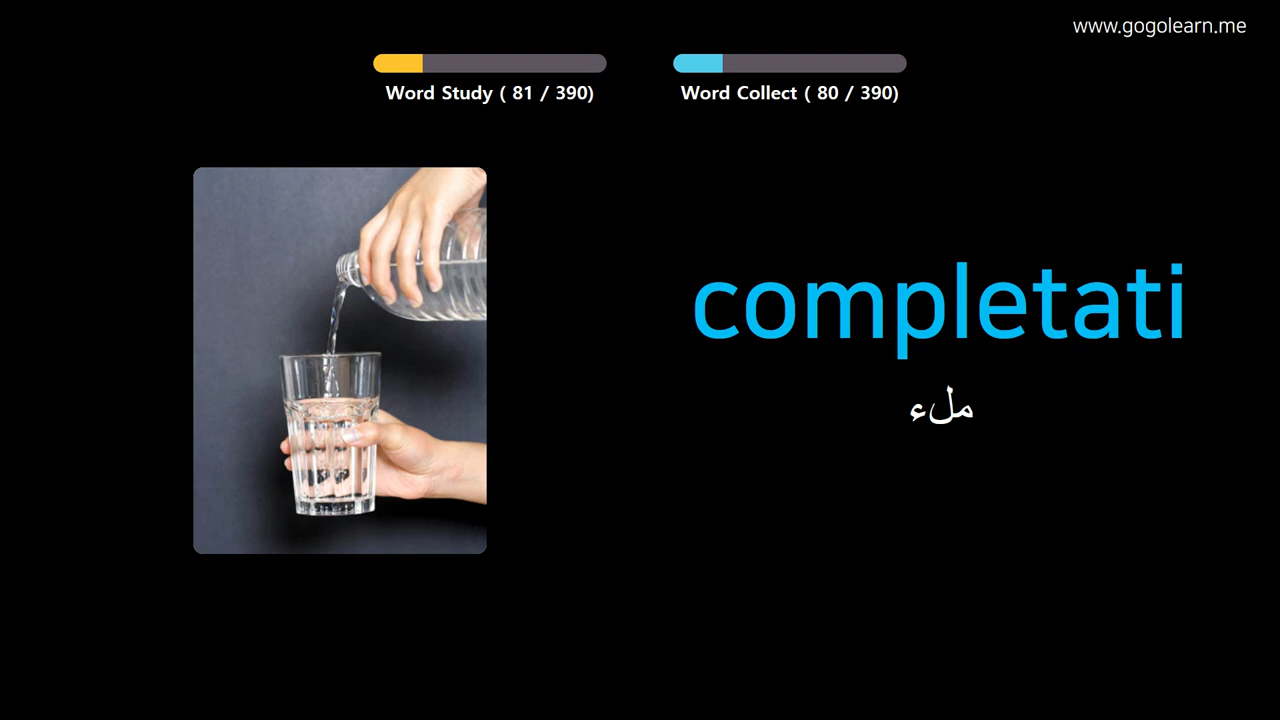 www.gogolearn.me
Word Study ( 81 / 390)
Word Collect ( 80 / 390)
completati
ملء